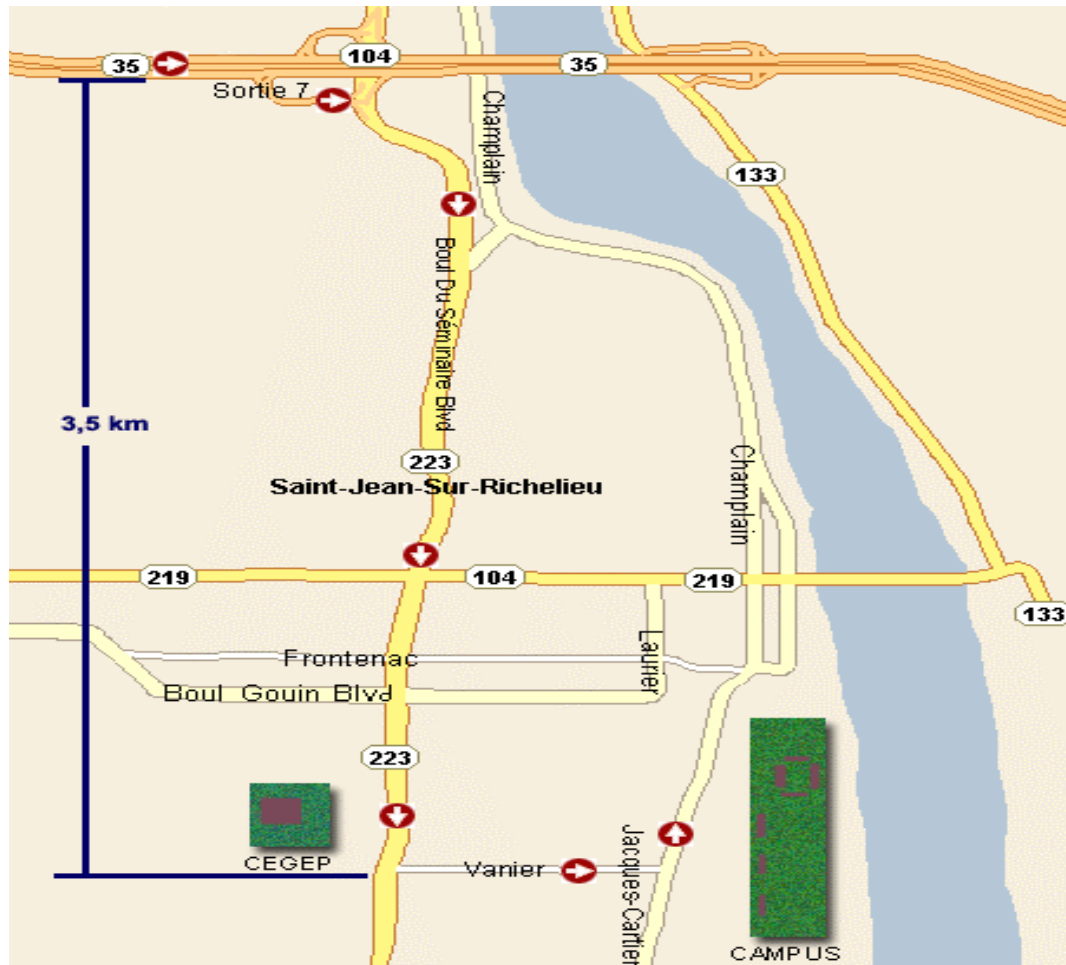 35
104
35
Sortie 7
Champlain
133
Boul Du Séminaire Blvd
3,5 km
223
Saint-Jean-Sur-Richelieu
Champlain
219
104
219
133
Frontenac
Laurier
Boul Gouin Blvd
223
CEGEP
Vanier
Jacques-Cartier
CAMPUS